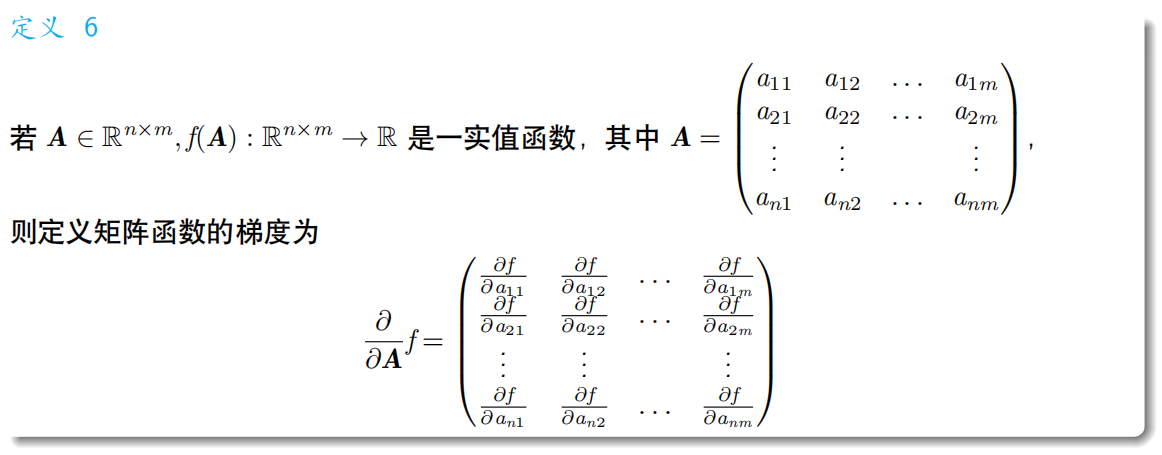 定义 6
若 $\boldsymbol{A} \in \mathbb{R}^{n \times m}, f(\boldsymbol{A}) : \mathbb{R}^{n \times m} \to \mathbb{R}$ 是一实值函数，其中 $\boldsymbol{A} = \begin{pmatrix} a_{11} & a_{12} & \dots & a_{1m} \\ a_{21} & a_{22} & \dots & a_{2m} \\ \vdots & \vdots & & \vdots \\ a_{n1} & a_{n2} & \dots & a_{nm} \end{pmatrix}$,
则定义矩阵函数的梯度为
$\frac{\partial}{\partial \boldsymbol{A}} f = \begin{pmatrix} \frac{\partial f}{\partial a_{11}} & \frac{\partial f}{\partial a_{12}} & \dots & \frac{\partial f}{\partial a_{1m}} \\ \frac{\partial f}{\partial a_{21}} & \frac{\partial f}{\partial a_{22}} & \dots & \frac{\partial f}{\partial a_{2m}} \\ \vdots & \vdots & & \vdots \\ \frac{\partial f}{\partial a_{n1}} & \frac{\partial f}{\partial a_{n2}} & \dots & \frac{\partial f}{\partial a_{nm}} \end{pmatrix}$